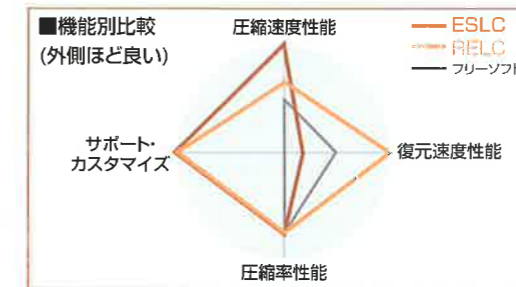 ■機能別比較
(外側ほど良い)
圧縮速度性能
ESLC
RELC
フリーソフト
サポート・
カスタマイズ
復元速度性能
圧縮率性能